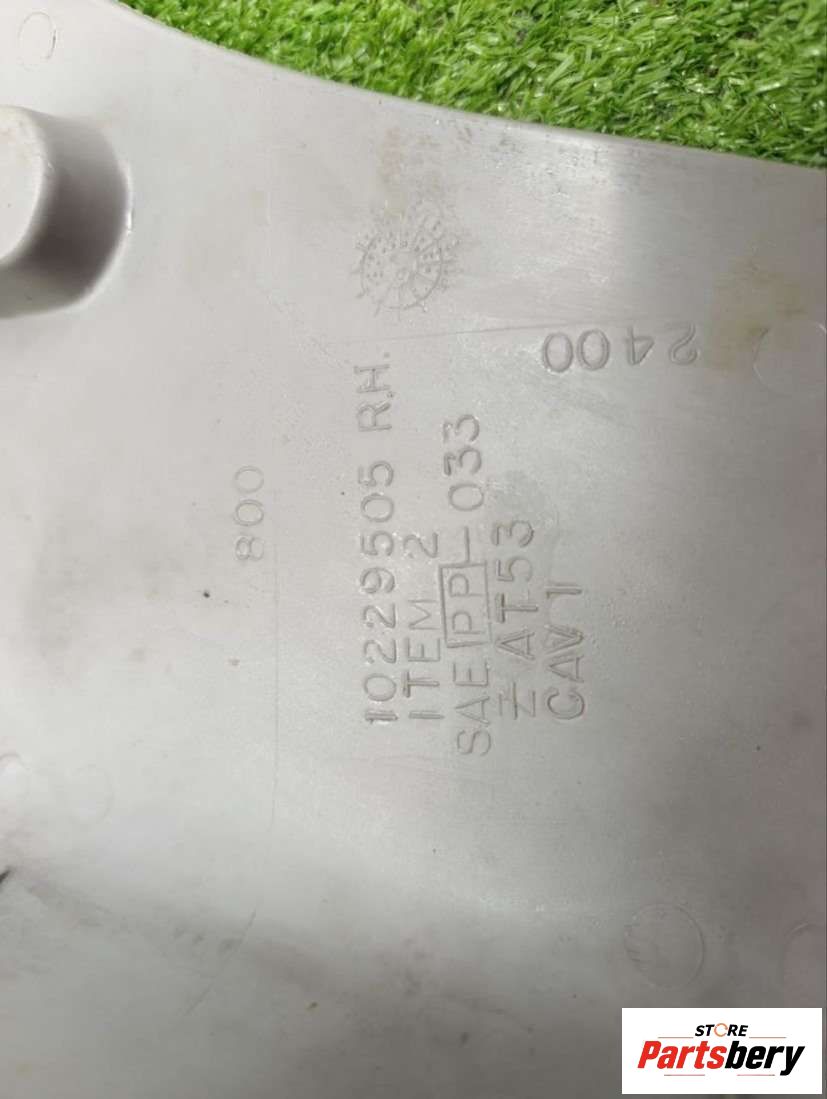 2400
800
10229505 R.H.
ITEM 2
SAE PP-033
Z AT53
CAV 1
STORE
Partsbery